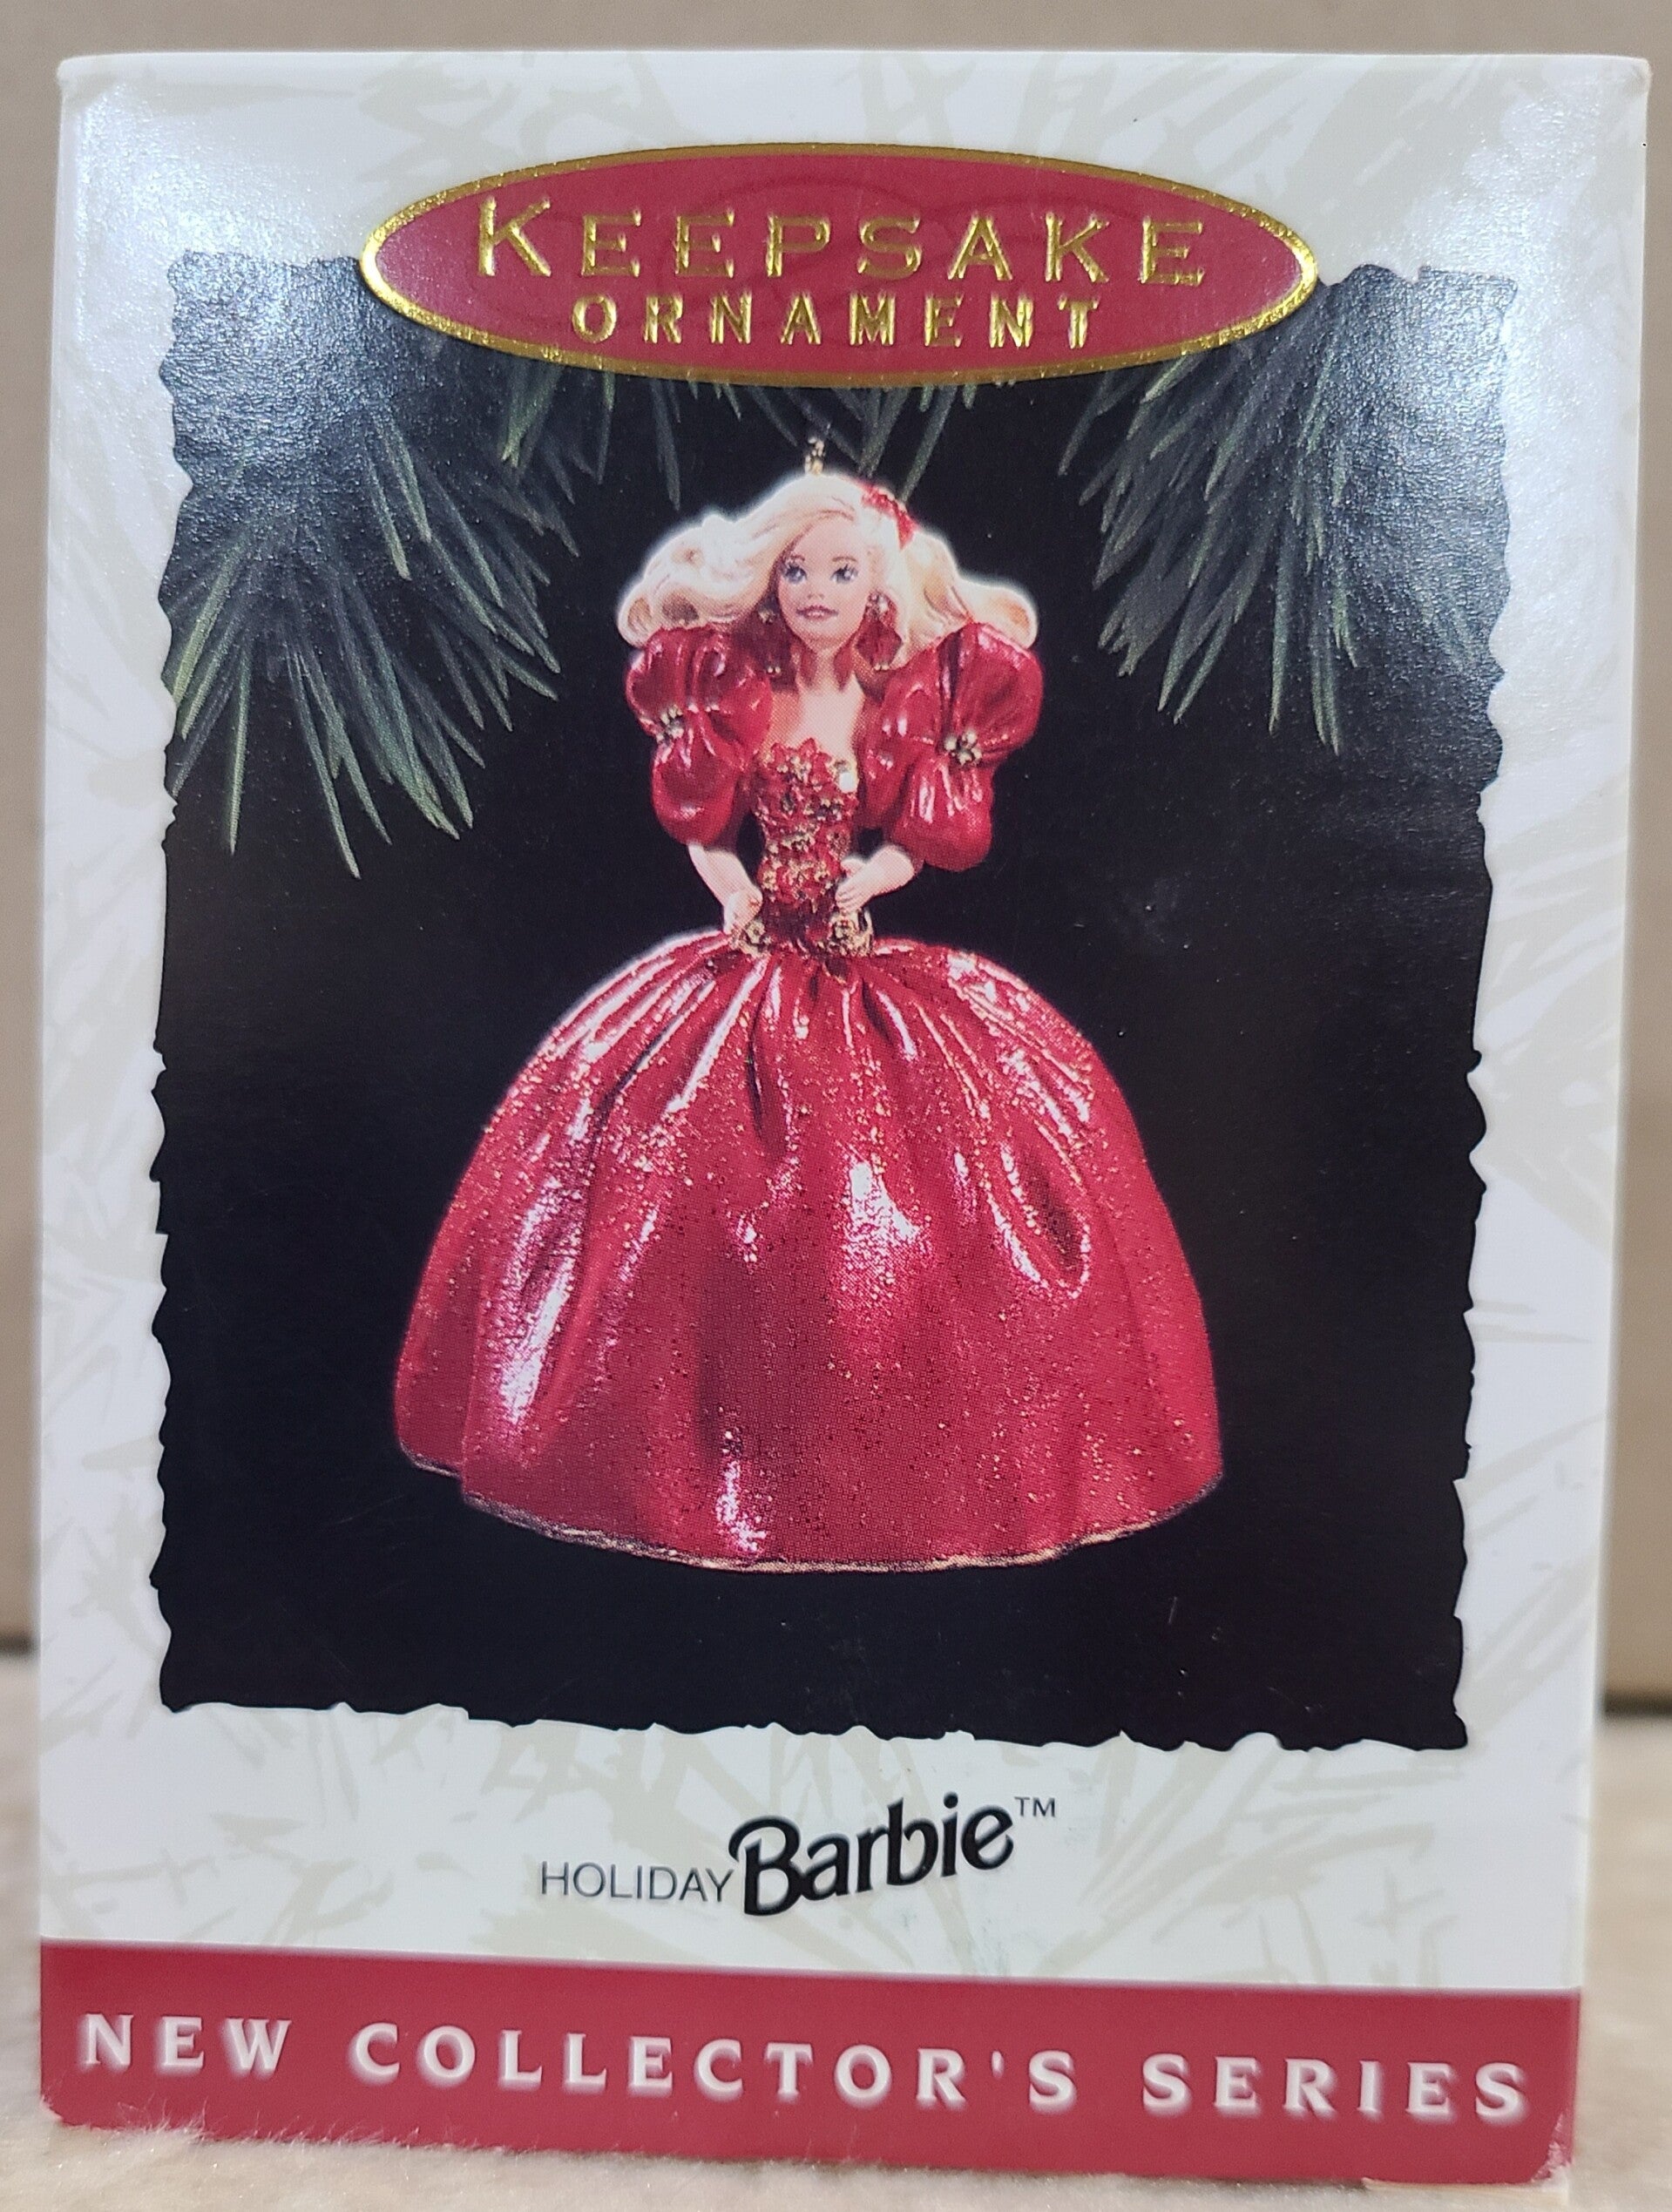 KEEPSAKE
ORNAMENT
HOLIDAY Barbie™
NEW COLLECTOR'S SERIES